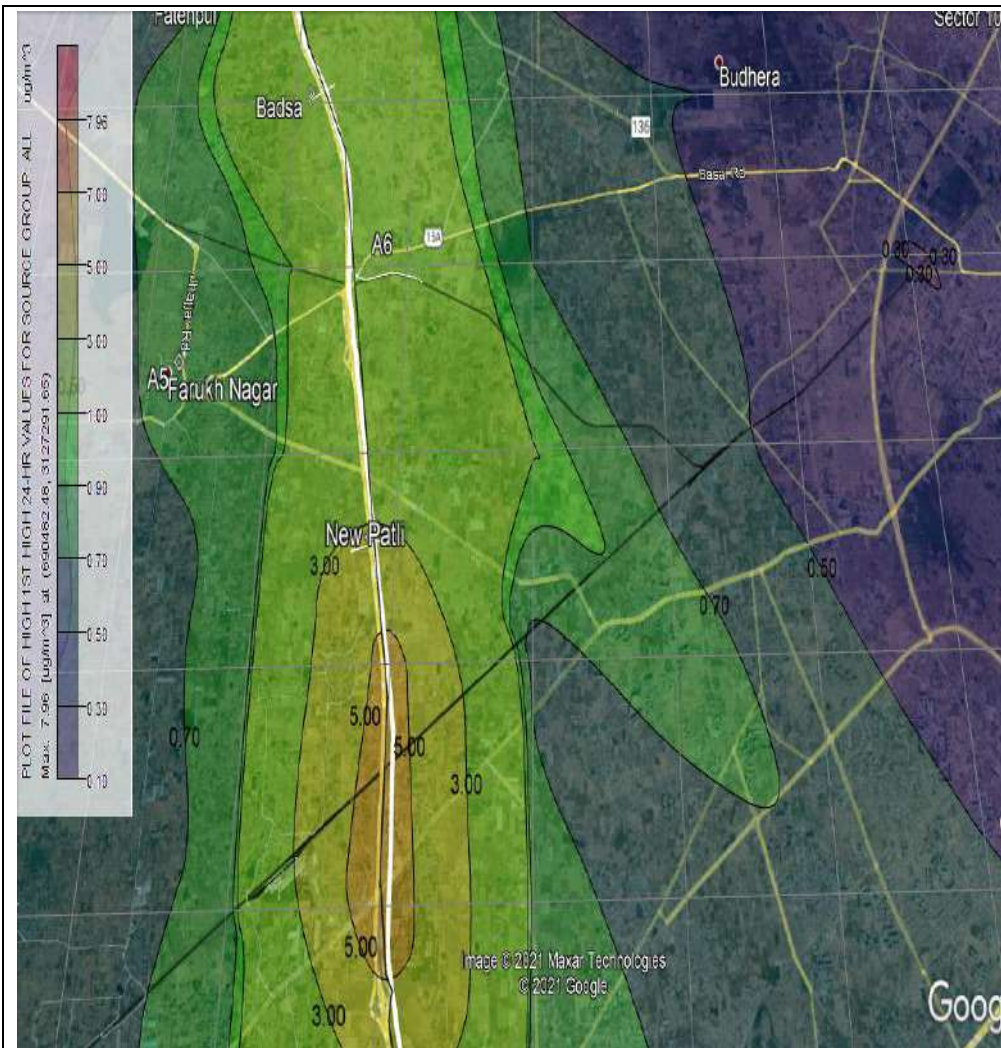 Fatehpur
Sector 10
Badsa
Budhera
136
Basai Rd
A6
15A
0.30
0.30
0.30
Jhajjar Rd
A5
Farukh Nagar
New Patli
3.00
0.50
0.70
5.00
0.70
5.00
3.00
5.00
3.00
Image © 2021 Maxar Technologies
© 2021 Google
Goog
PLOT FILE OF HIGH 1ST HIGH 24-HR VALUES FOR SOURCE GROUP: ALL
ug/m^3
Max: 7.96 [ug/m^3] at (690482.48, 3127291.65)
7.96
7.00
5.00
3.00
1.00
0.90
0.70
0.50
0.30
0.10